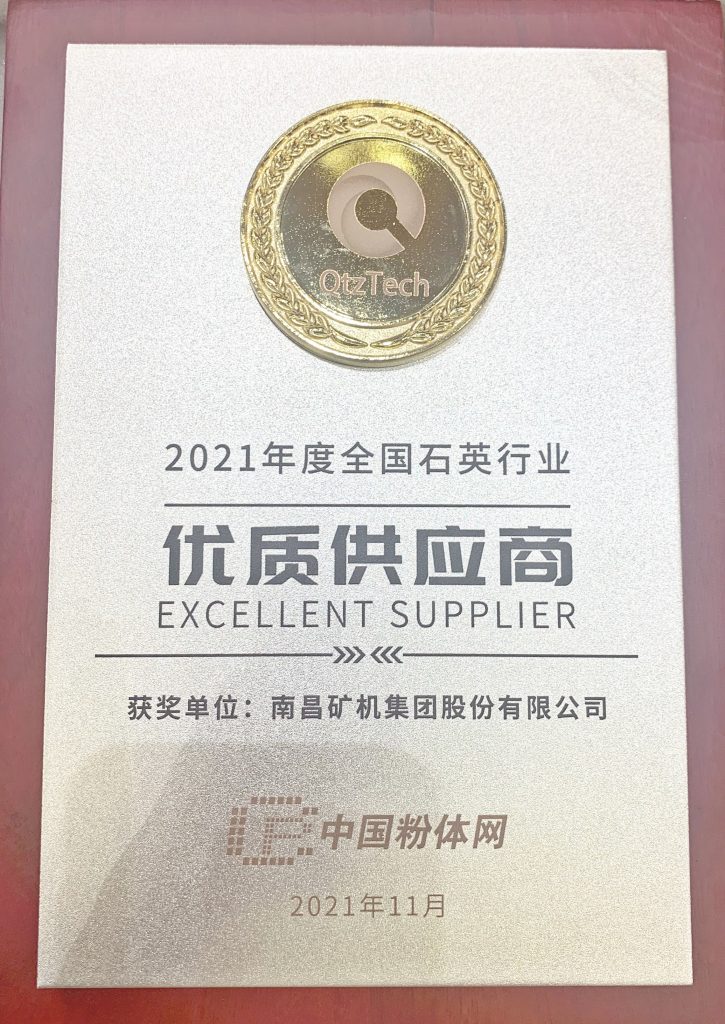 QtzTech
2021年度全国石英行业
优质供应商
EXCELLENT SUPPLIER
获奖单位：南昌矿机集团股份有限公司
中国粉体网
2021年11月